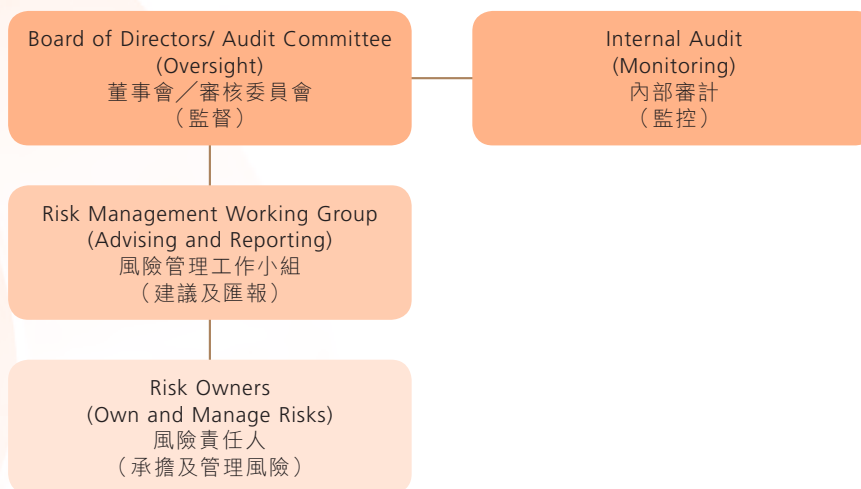 Board of Directors/ Audit Committee
(Oversight)
董事會／審核委員會
（監督）
Internal Audit
(Monitoring)
內部審計
（監控）
Risk Management Working Group
(Advising and Reporting)
風險管理工作小組
（建議及匯報）
Risk Owners
(Own and Manage Risks)
風險責任人
（承擔及管理風險）